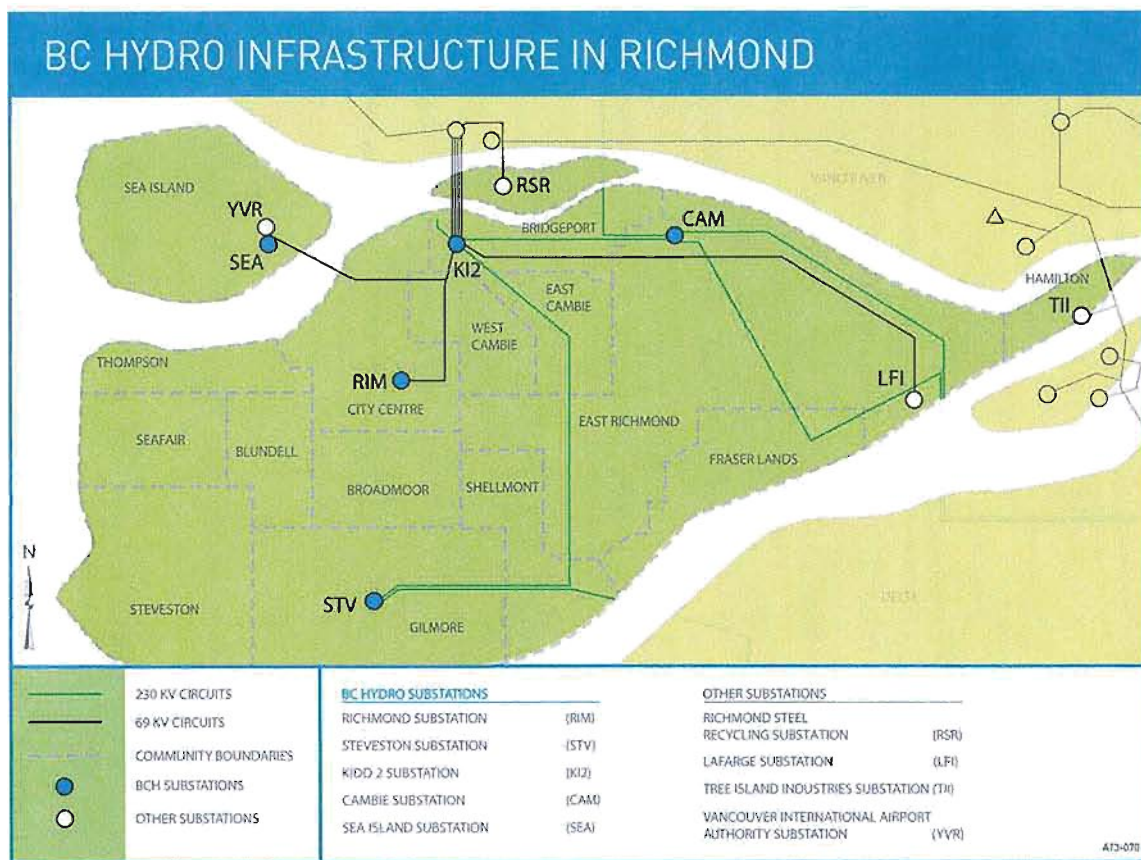 BC HYDRO INFRASTRUCTURE IN RICHMOND
SEA ISLAND
YVR
SEA
RSR
VANCOUVER
BRIDGEPORT
CAM
KI2
HAMILTON
TII
EAST
CAMBIE
WEST
CAMBIE
THOMPSON
RIM
CITY CENTRE
LFI
SEAFAIR
BLUNDELL
EAST RICHMOND
BROADMOOR
SHELLMONT
FRASER LANDS
N
STEVESTON
STV
GILMORE
DELTA
230 KV CIRCUITS
69 KV CIRCUITS
COMMUNITY BOUNDARIES
BCH SUBSTATIONS
OTHER SUBSTATIONS
BC HYDRO SUBSTATIONS
RICHMOND SUBSTATION (RIM)
STEVESTON SUBSTATION (STV)
KIDD 2 SUBSTATION (KI2)
CAMBIE SUBSTATION (CAM)
SEA ISLAND SUBSTATION (SEA)
OTHER SUBSTATIONS
RICHMOND STEEL
RECYCLING SUBSTATION (RSR)
LAFARGE SUBSTATION (LFI)
TREE ISLAND INDUSTRIES SUBSTATION (TII)
VANCOUVER INTERNATIONAL AIRPORT
AUTHORITY SUBSTATION (YVR)
A13-070